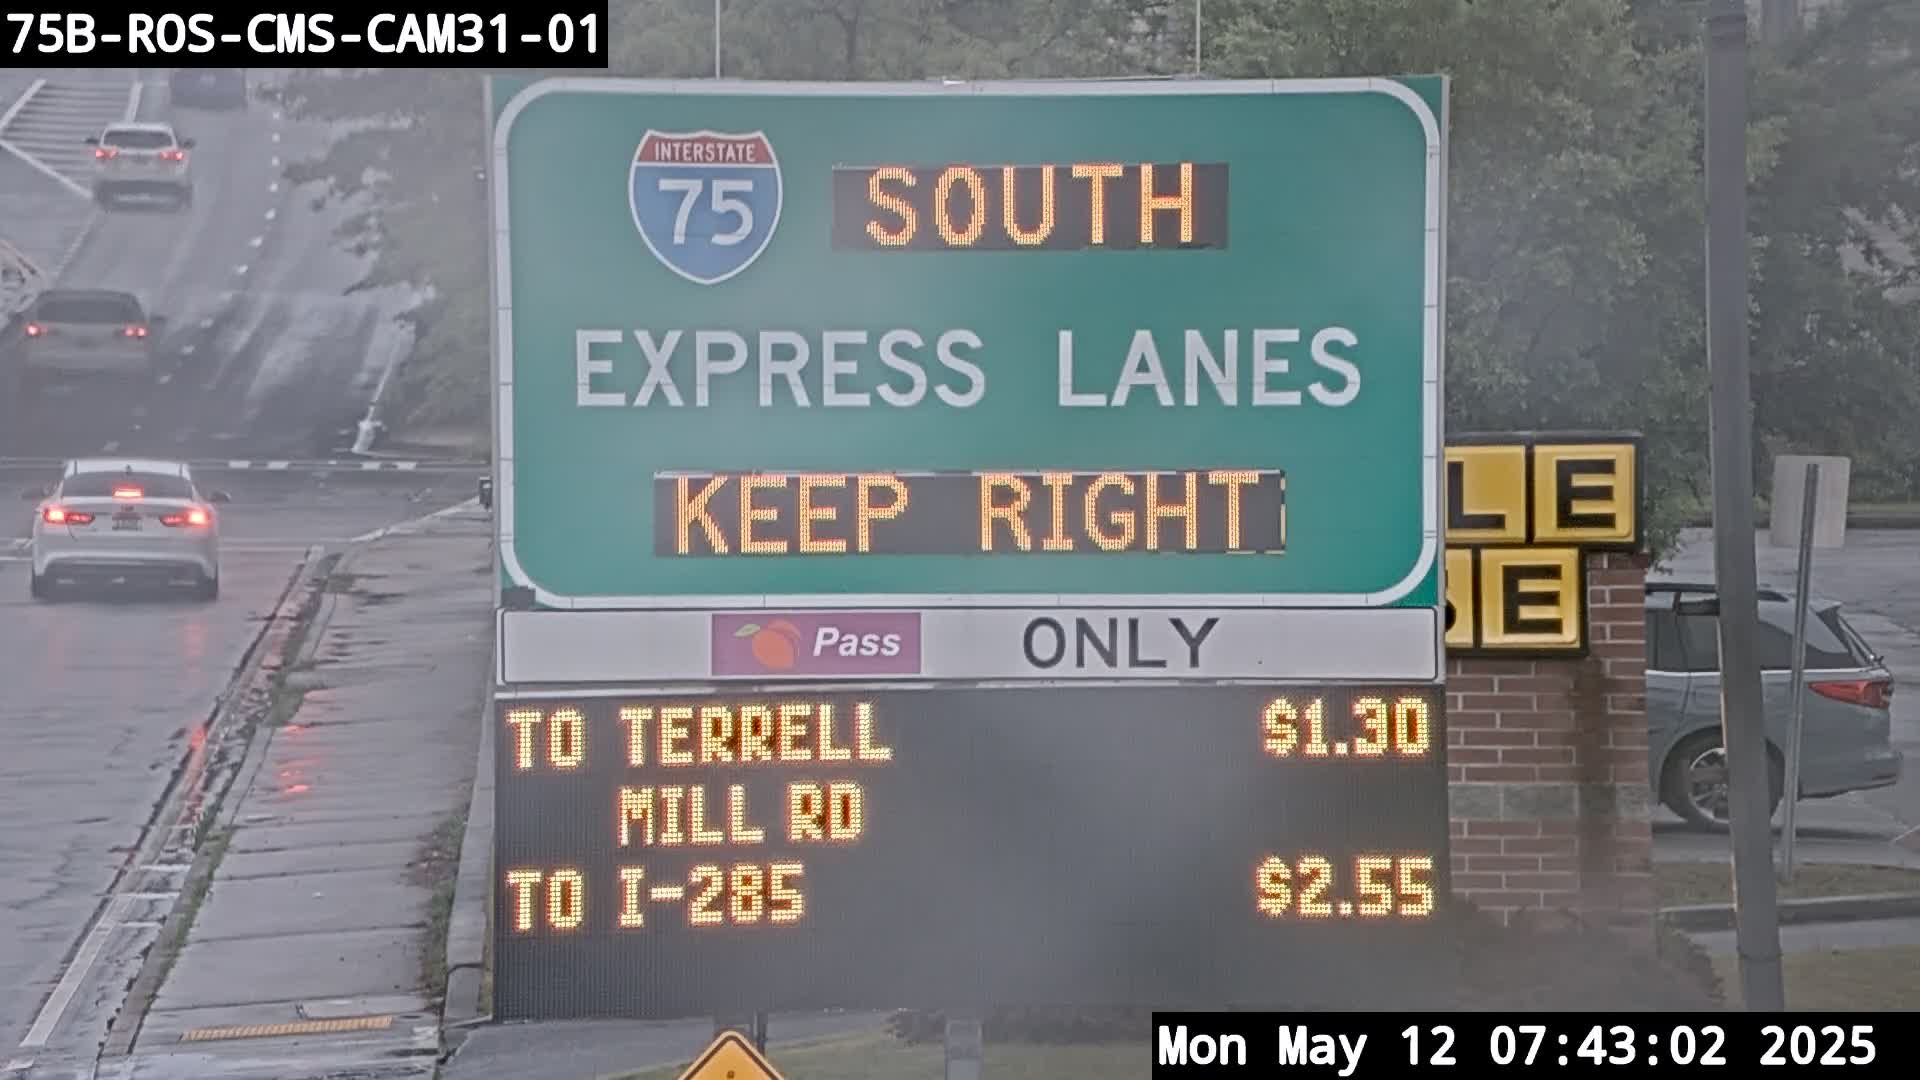 75B-ROS-CMS-CAM31-01
INTERSTATE
75
SOUTH
EXPRESS LANES
KEEP RIGHT
Pass ONLY
TO TERRELL $1.30
MILL RD
TO I-285 $2.55
LE
E
Mon May 12 07:43:02 2025